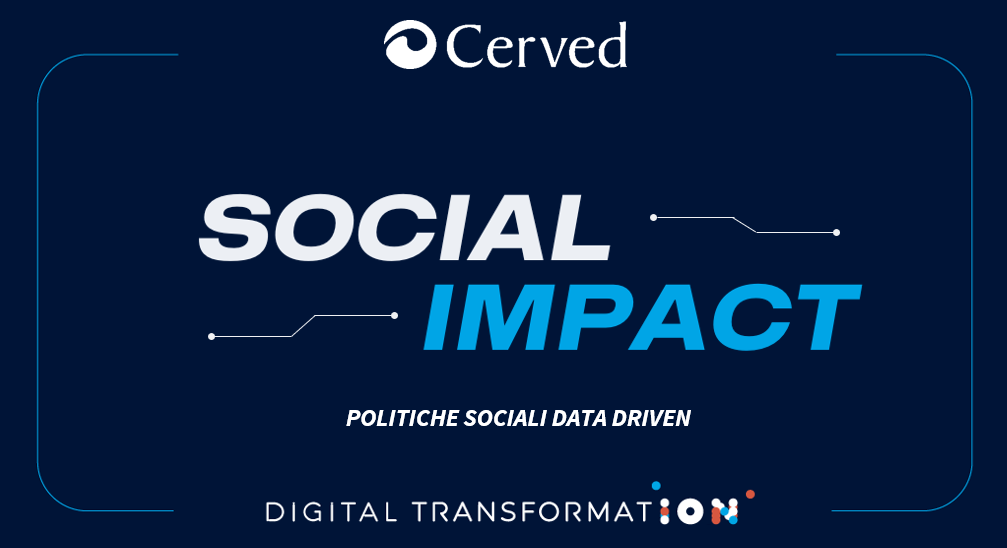 Cerved
SOCIAL
IMPACT
POLITICHE SOCIALI DATA DRIVEN
DIGITAL TRANSFORMATION